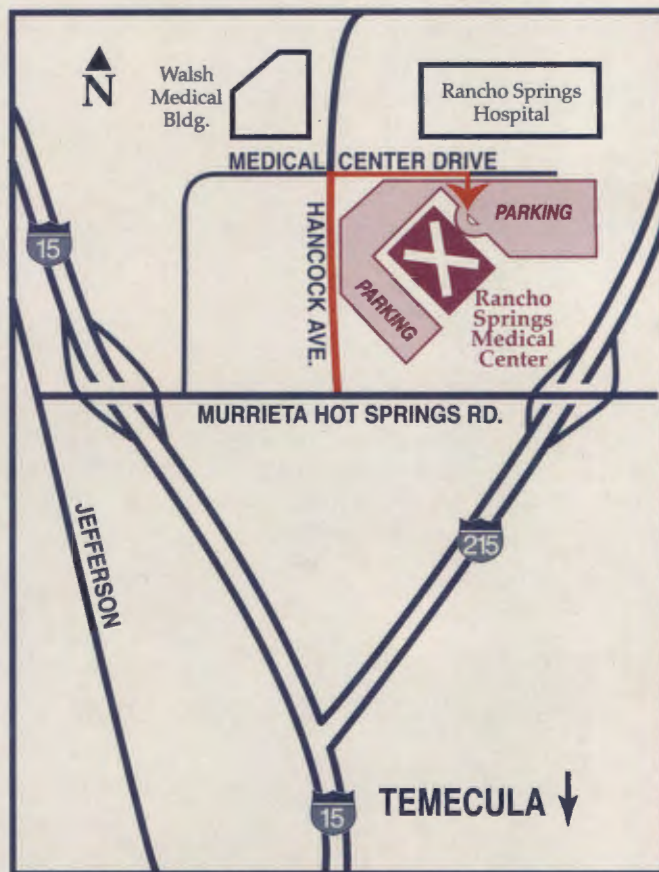 N
Walsh
Medical
Bldg.
Rancho Springs
Hospital
MEDICAL CENTER DRIVE
15
HANCOCK AVE.
PARKING
PARKING
Rancho
Springs
Medical
Center
MURRIETA HOT SPRINGS RD.
JEFFERSON
215
TEMECULA
15